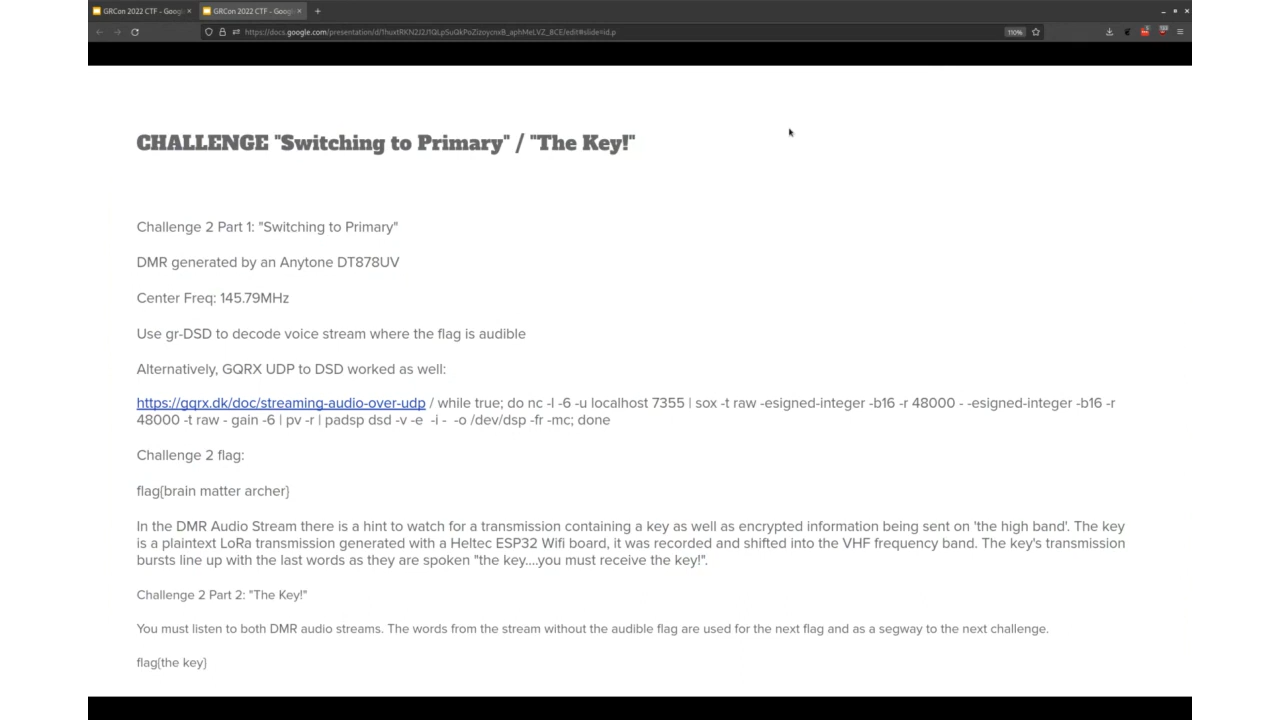 GRCon 2022 CTF - Googl
GRCon 2022 CTF - Googl
110%
CHALLENGE "Switching to Primary" / "The Key!"
Challenge 2 Part 1: "Switching to Primary"
DMR generated by an Anytone DT878UV
Center Freq: 145.79MHz
Use gr-DSD to decode voice stream where the flag is audible
Alternatively, GQRX UDP to DSD worked as well:
https://gqrx.dk/doc/streaming-audio-over-udp / while true; do nc -l -6 -u localhost 7355 | sox -t raw -esigned-integer -b16 -r 48000 - -esigned-integer -b16 -r
48000 -t raw - gain -6 | pv -r | padsp dsd -v -e -i - -o /dev/dsp -fr -mc; done
Challenge 2 flag:
flag{brain matter archer}
In the DMR Audio Stream there is a hint to watch for a transmission containing a key as well as encrypted information being sent on 'the high band'. The key
is a plaintext LoRa transmission generated with a Heltec ESP32 Wifi board, it was recorded and shifted into the VHF frequency band. The key's transmission
bursts line up with the last words as they are spoken "the key....you must receive the key!".
Challenge 2 Part 2: "The Key!"
You must listen to both DMR audio streams. The words from the stream without the audible flag are used for the next flag and as a segway to the next challenge.
flag{the key}